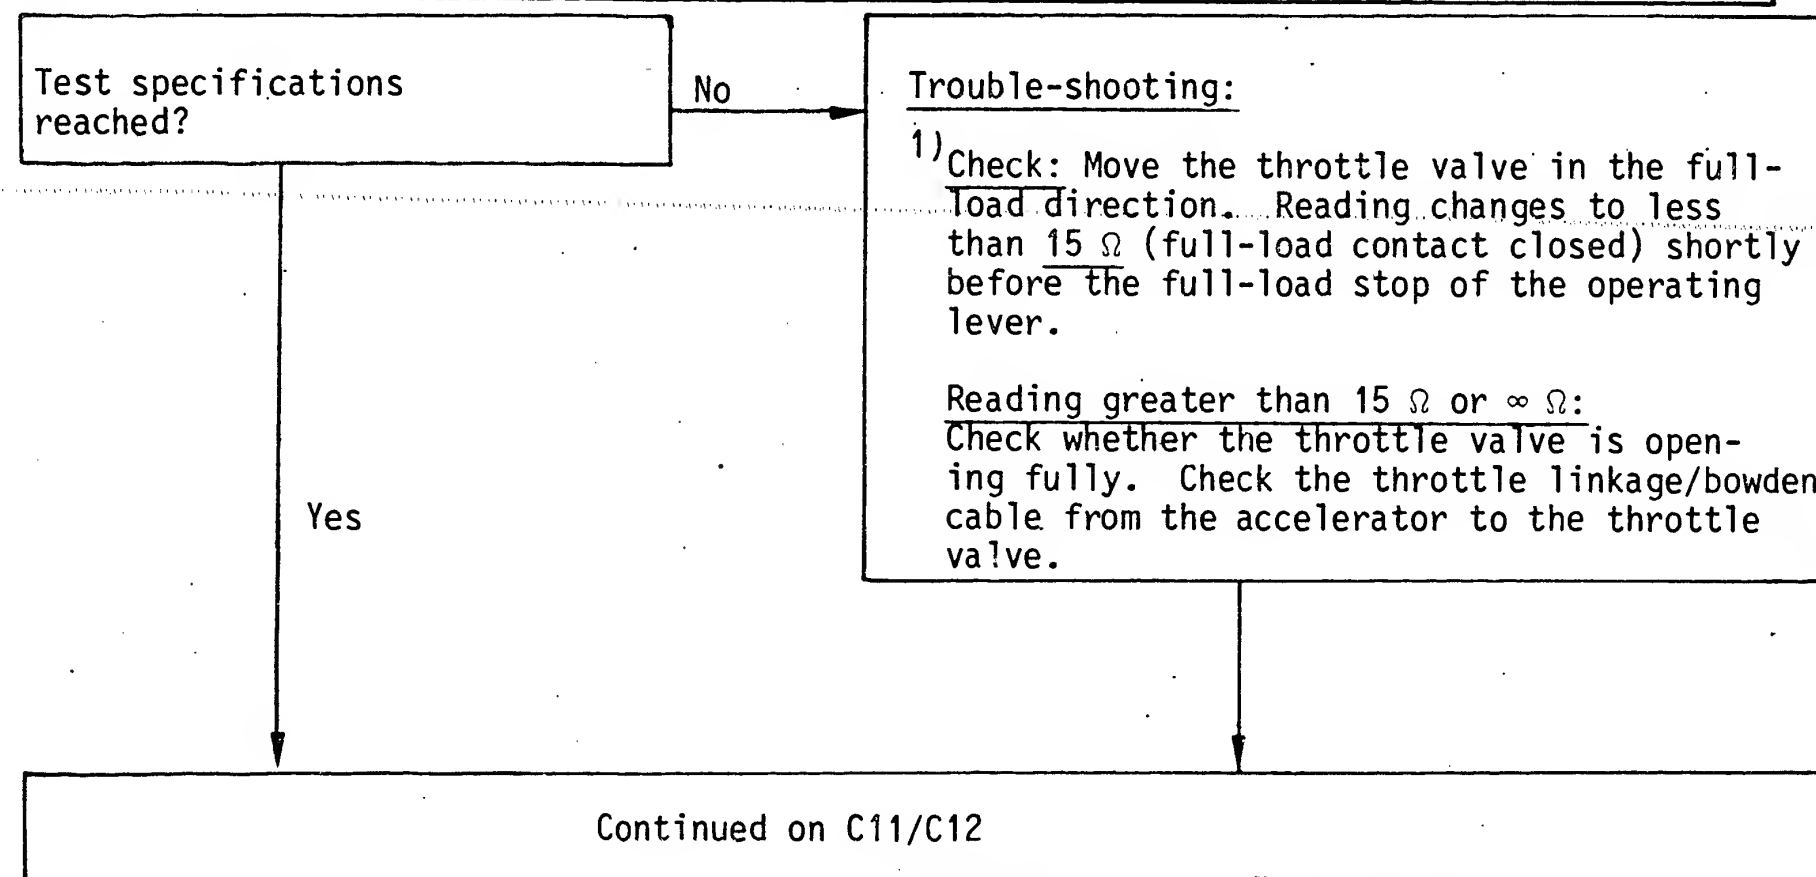 Test specifications
reached?
No
Trouble-shooting:
1) Check: Move the throttle valve in the full-
load direction. Reading changes to less
than 15 Ω (full-load contact closed) shortly
before the full-load stop of the operating
lever.
Reading greater than 15 Ω or ∞ Ω:
Check whether the throttle valve is open-
ing fully. Check the throttle linkage/bowden
cable from the accelerator to the throttle
valve.
Yes
Continued on C11/C12